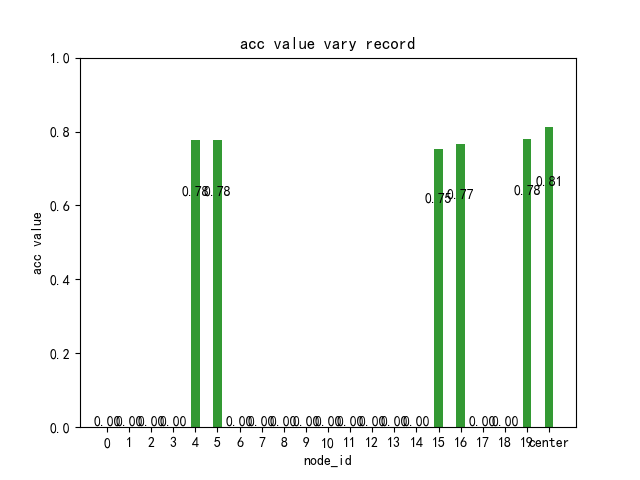 acc value vary record
1.0
0.8
0.6
0.4
0.2
0.0
acc value
0.00 0.00 0.00 0.00 0.78 0.78 0.00 0.00 0.00 0.00 0.00 0.00 0.00 0.00 0.00 0.75 0.77 0.00 0.00 0.78 0.81
0 1 2 3 4 5 6 7 8 9 10 11 12 13 14 15 16 17 18 19 center
node_id